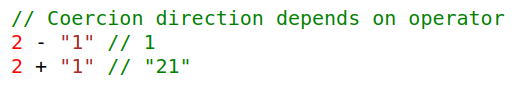 // Coercion direction depends on operator
2 - "1" // 1
2 + "1" // "21"